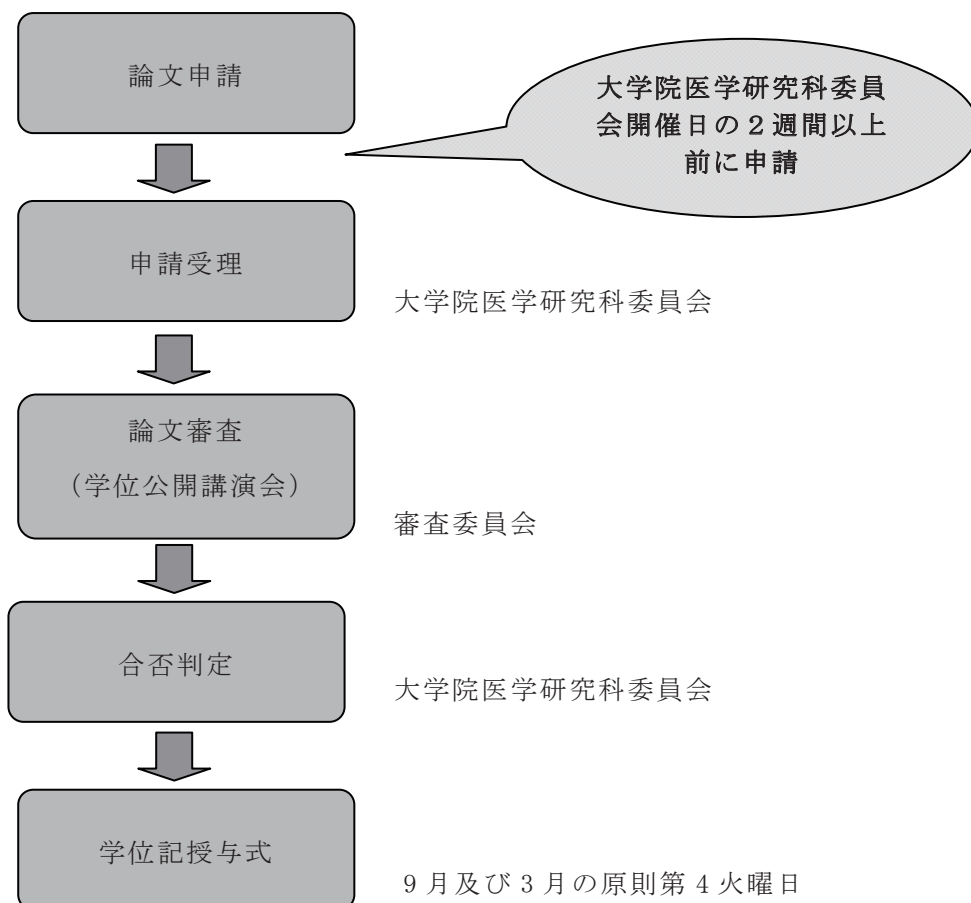 論文申請
大学院医学研究科委員
会開催日の２週間以上
前に申請
申請受理
大学院医学研究科委員会
論文審査
（学位公開講演会）
審査委員会
合否判定
大学院医学研究科委員会
学位記授与式
9月及び3月の原則第4火曜日